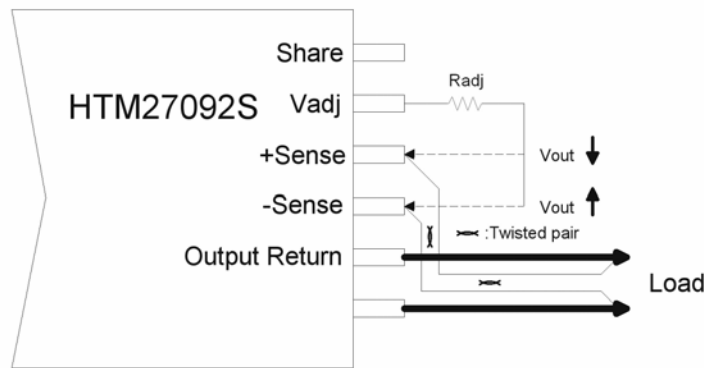 Share
Radj
HTM27092S
Vadj
+Sense
Vout
-Sense
Vout
:Twisted pair
Output Return
Load